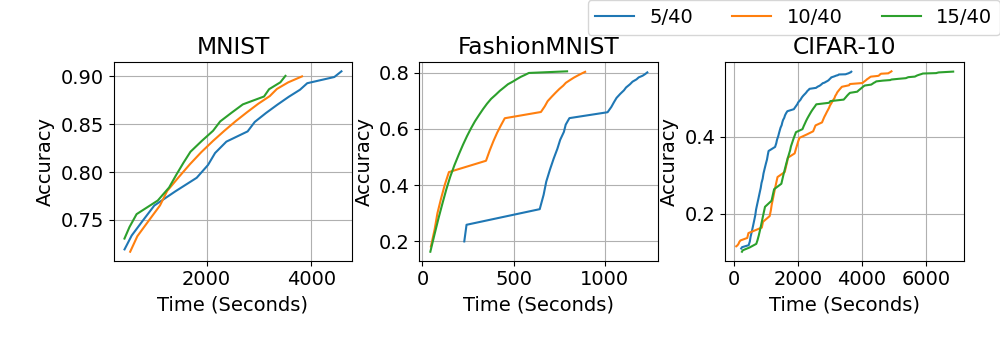 5/40 10/40 15/40
MNIST FashionMNIST CIFAR-10
Accuracy
0.90
0.85
0.80
0.75
2000 4000
Time (Seconds)
Accuracy
0.8
0.6
0.4
0.2
0 500 1000
Time (Seconds)
Accuracy
0.4
0.2
0 2000 4000 6000
Time (Seconds)